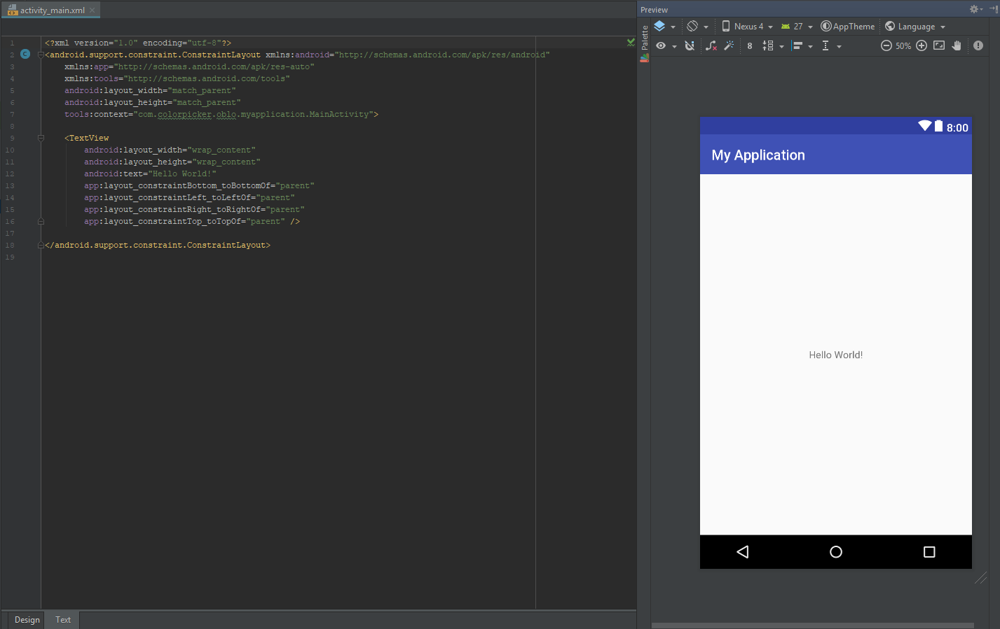 activity_main.xml
1 <?xml version="1.0" encoding="utf-8"?>
2 C <android.support.constraint.ConstraintLayout xmlns:android="http://schemas.android.com/apk/res/android"
3 xmlns:app="http://schemas.android.com/apk/res-auto"
4 xmlns:tools="http://schemas.android.com/tools"
5 android:layout_width="match_parent"
6 android:layout_height="match_parent"
7 tools:context="com.colorpicker.oblo.myapplication.MainActivity">
8
9 <TextView
10 android:layout_width="wrap_content"
11 android:layout_height="wrap_content"
12 android:text="Hello World!"
13 app:layout_constraintBottom_toBottomOf="parent"
14 app:layout_constraintLeft_toLeftOf="parent"
15 app:layout_constraintRight_toRightOf="parent"
16 app:layout_constraintTop_toTopOf="parent" />
17
18 </android.support.constraint.ConstraintLayout>
19
Design Text
Preview
Palette
Nexus 4 27 AppTheme Language
8 50%
8:00
My Application
Hello World!